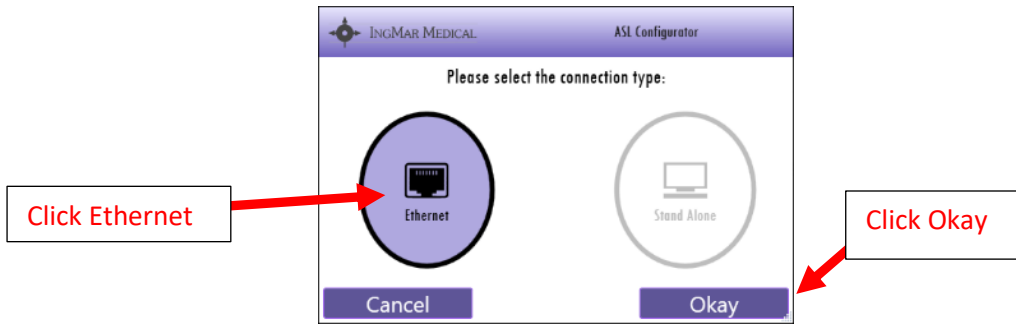 INGMAR MEDICAL
ASL Configurator
Please select the connection type:
Click Ethernet
Ethernet
Stand Alone
Click Okay
Cancel
Okay